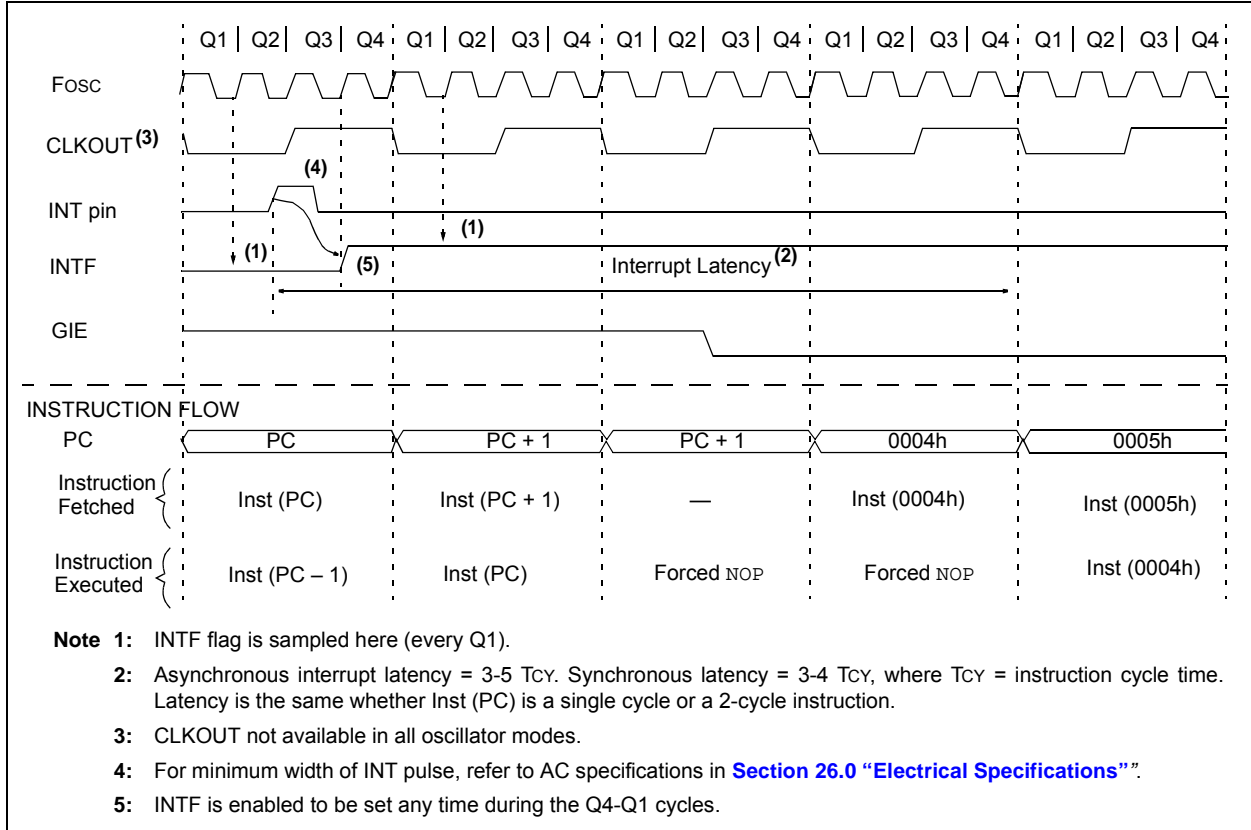 Q1 | Q2 | Q3 | Q4 Q1 | Q2 | Q3 | Q4 Q1 | Q2 | Q3 | Q4 Q1 | Q2 | Q3 | Q4 Q1 | Q2 | Q3 | Q4
FOSC
CLKOUT (3)
(4)
INT pin
(1)
(1)
INTF
(5)
Interrupt Latency (2)
GIE
INSTRUCTION FLOW
PC PC PC + 1 PC + 1 0004h 0005h
Instruction
Fetched
Inst (PC) Inst (PC + 1) — Inst (0004h) Inst (0005h)
Instruction
Executed
Inst (PC – 1) Inst (PC) Forced NOP Forced NOP Inst (0004h)
Note 1: INTF flag is sampled here (every Q1).
2: Asynchronous interrupt latency = 3-5 TCY. Synchronous latency = 3-4 TCY, where TCY = instruction cycle time.
Latency is the same whether Inst (PC) is a single cycle or a 2-cycle instruction.
3: CLKOUT not available in all oscillator modes.
4: For minimum width of INT pulse, refer to AC specifications in Section 26.0 “Electrical Specifications””.
5: INTF is enabled to be set any time during the Q4-Q1 cycles.